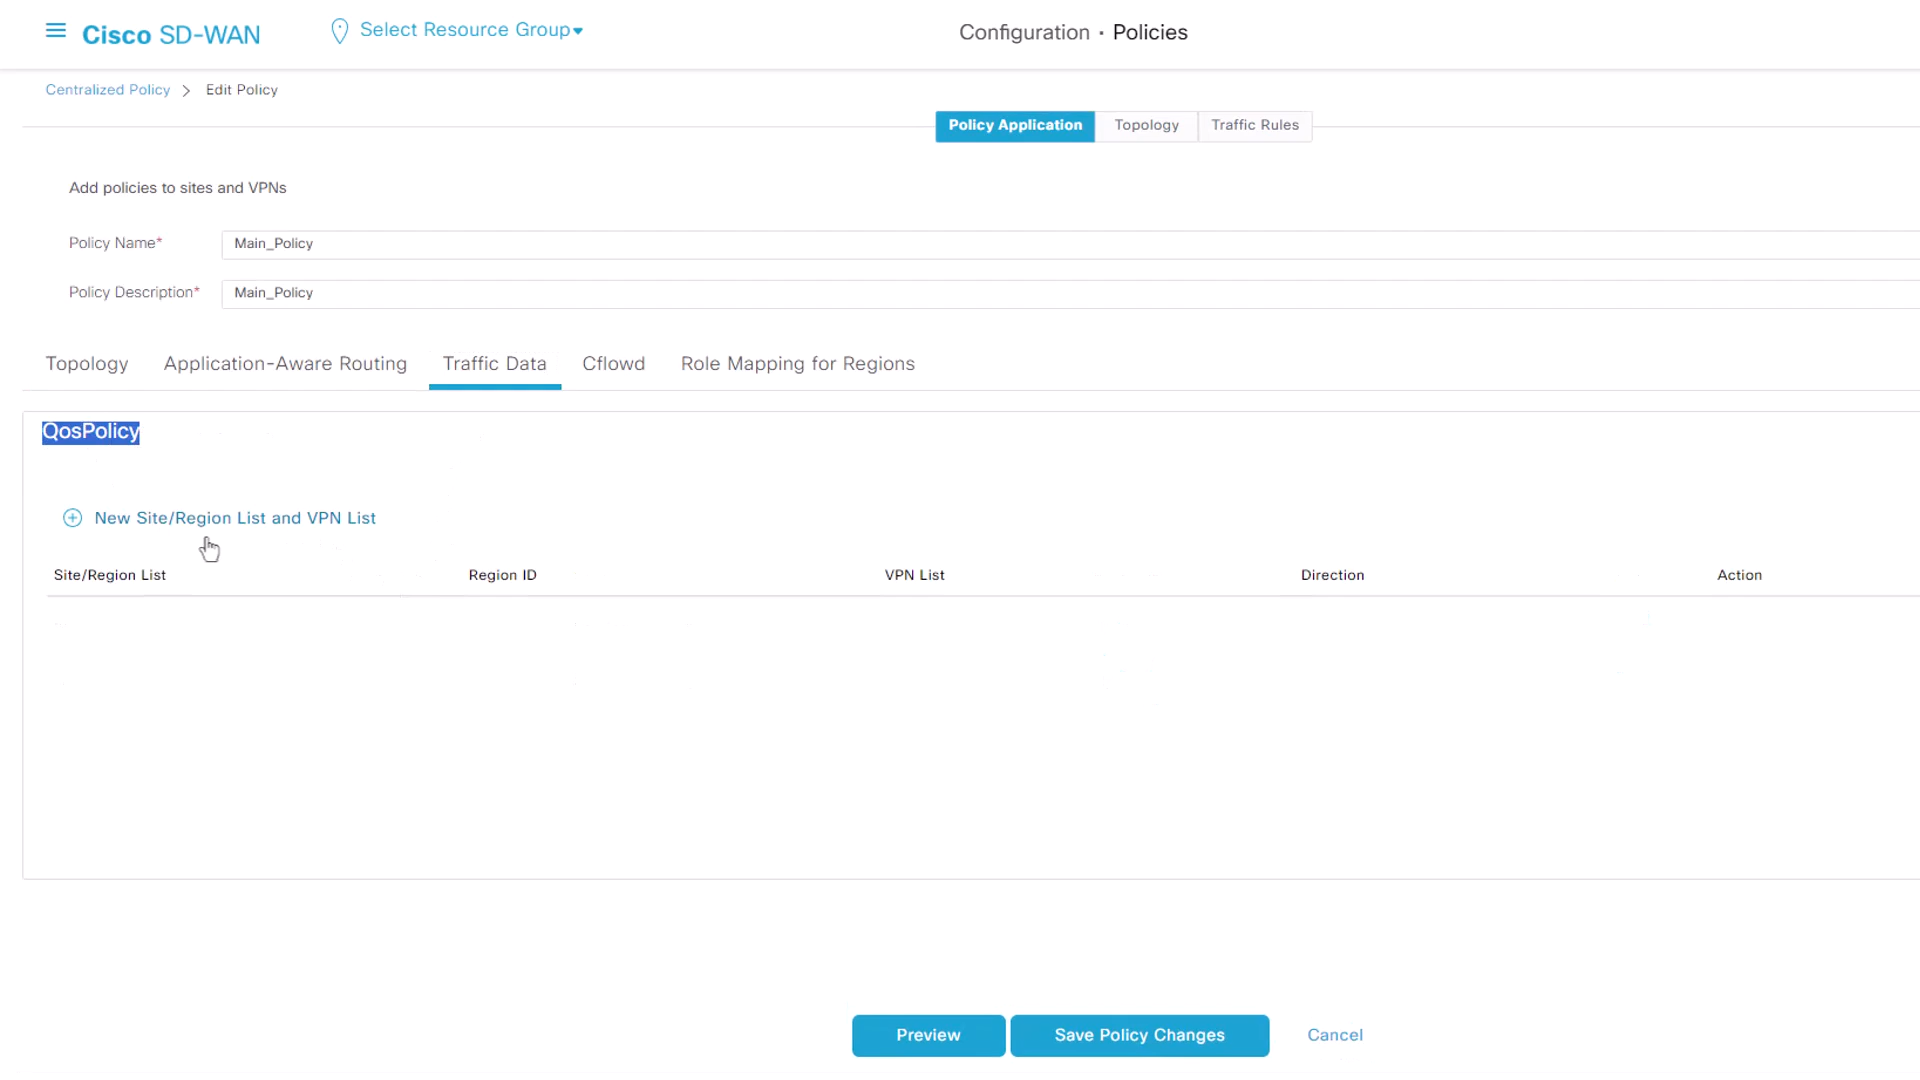 Cisco SD-WAN
Select Resource Group
Configuration · Policies
Centralized Policy > Edit Policy
Policy Application
Topology
Traffic Rules
Add policies to sites and VPNs
Policy Name*
Main_Policy
Policy Description*
Main_Policy
Topology
Application-Aware Routing
Traffic Data
Cflowd
Role Mapping for Regions
QosPolicy
New Site/Region List and VPN List
Site/Region List
Region ID
VPN List
Direction
Action
Preview
Save Policy Changes
Cancel